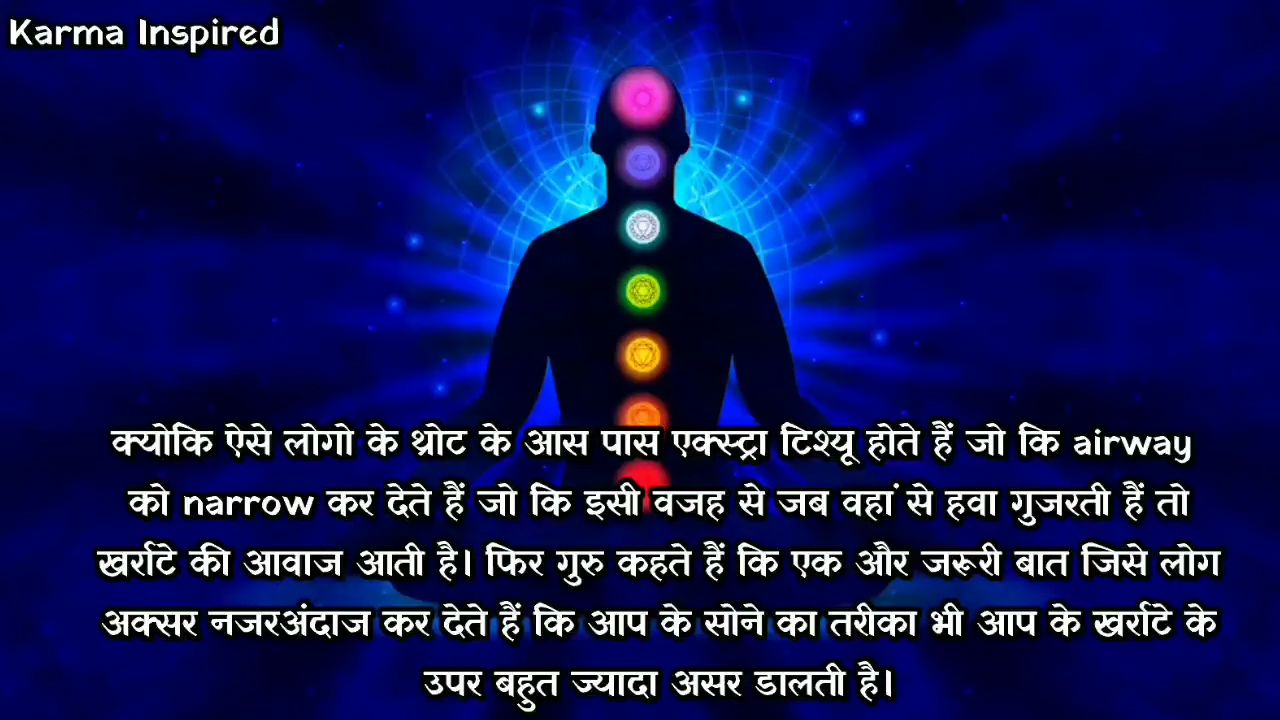 Karma Inspired
क्योकि ऐसे लोगो के थ्रोट के आस पास एक्स्ट्रा टिश्यू होते हैं जो कि airway
को narrow कर देते हैं जो कि इसी वजह से जब वहां से हवा गुजरती हैं तो
खर्राटे की आवाज आती है। फिर गुरु कहते हैं कि एक और जरूरी बात जिसे लोग
अक्सर नजरअंदाज कर देते हैं कि आप के सोने का तरीका भी आप के खर्राटे के
उपर बहुत ज्यादा असर डालती है।